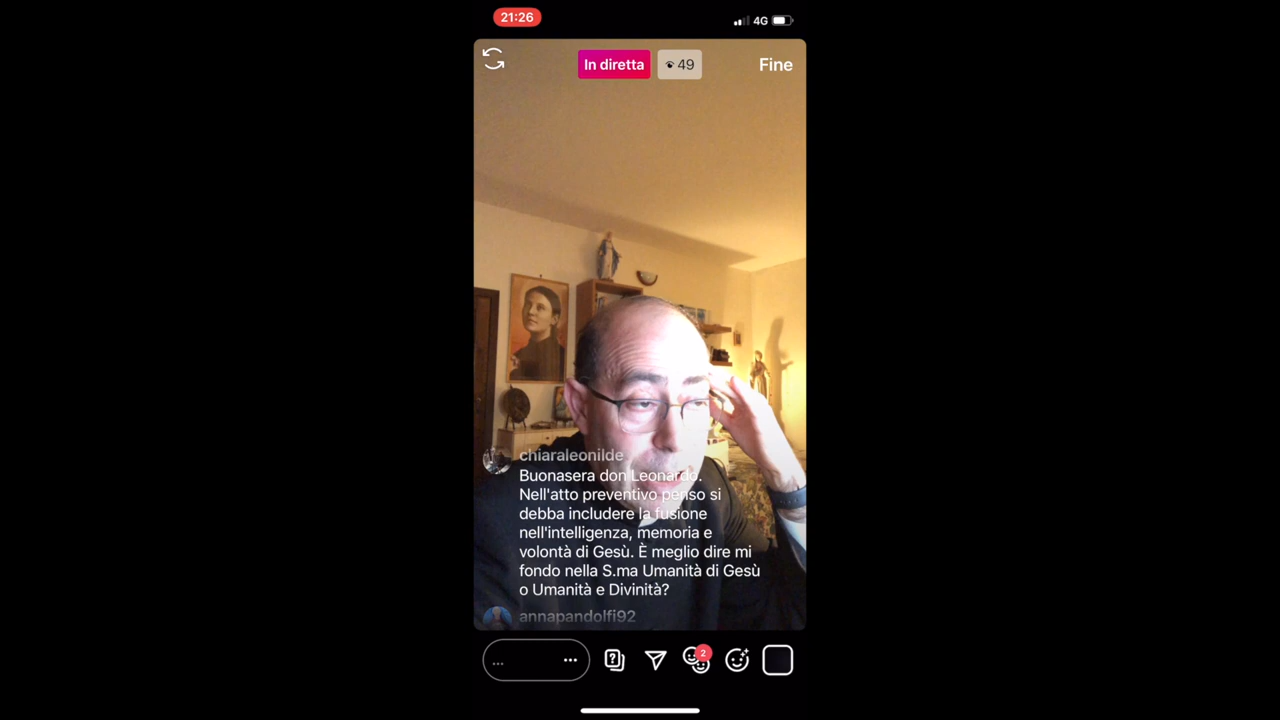 21:26
4G
In diretta
49
Fine
chiaraleonilde
Buonasera don Leonardo.
Nell'atto preventivo penso si
debba includere la fusione
nell'intelligenza, memoria e
volontà di Gesù. È meglio dire mi
fondo nella S.ma Umanità di Gesù
o Umanità e Divinità?
annapandolfi92
...
2